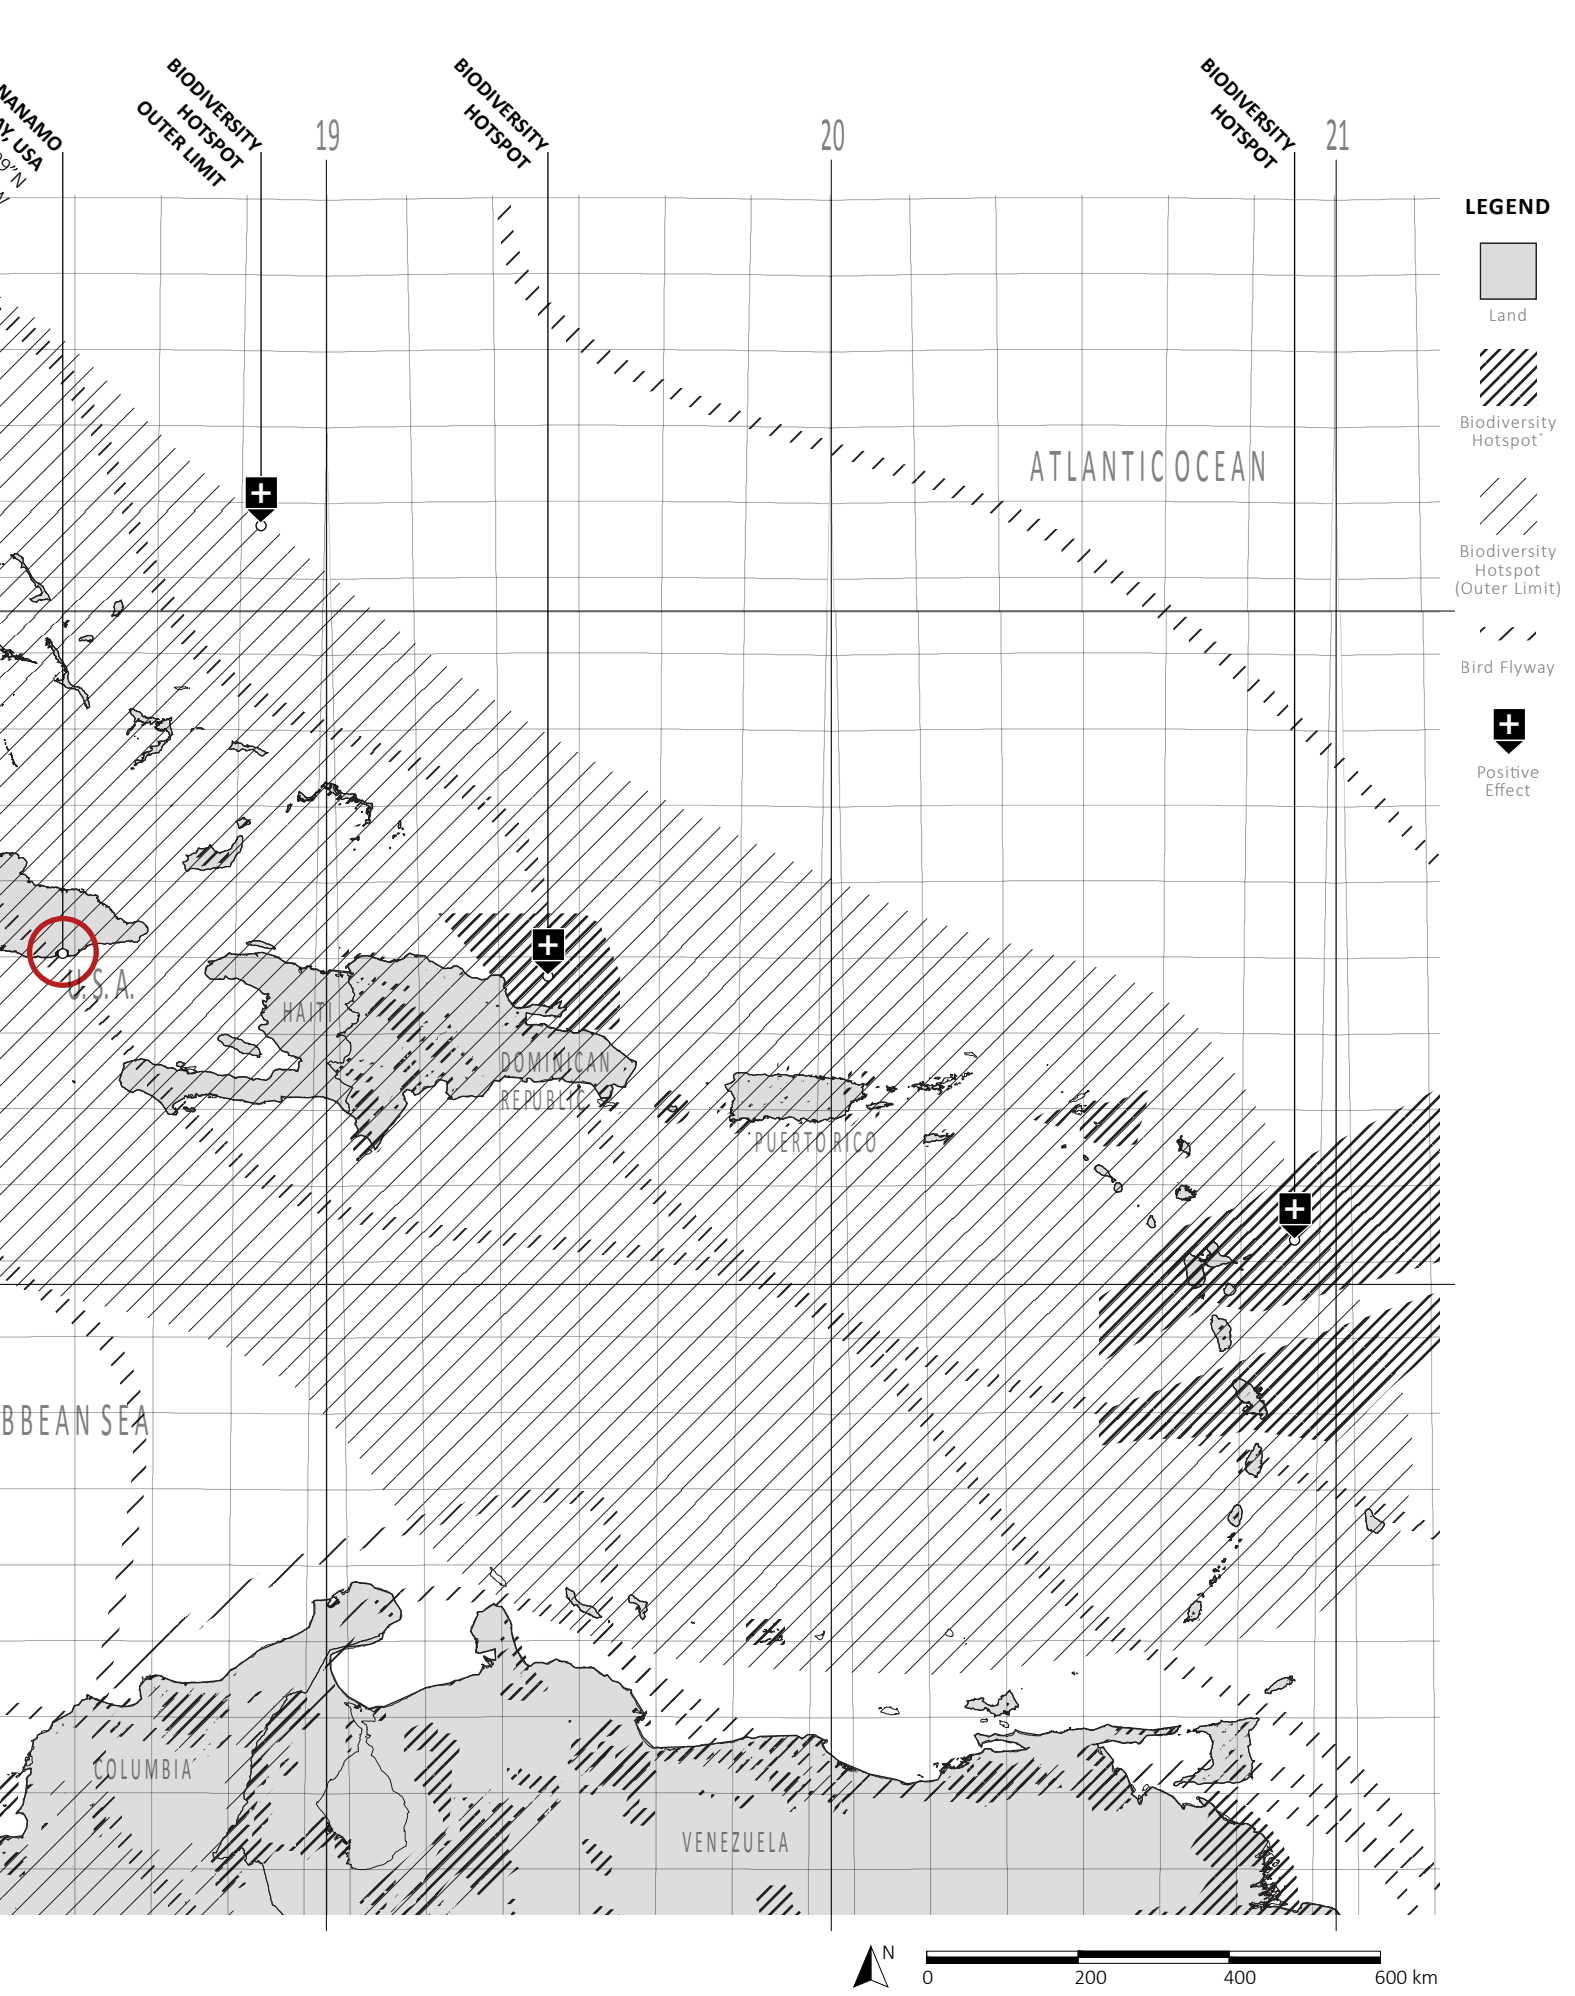 NANAMO
AY, USA
09"N
BIODIVERSITY
HOTSPOT
OUTER LIMIT
19
BIODIVERSITY
HOTSPOT
20
BIODIVERSITY
HOTSPOT
21
LEGEND
Land
Biodiversity
Hotspot`
Biodiversity
Hotspot
(Outer Limit)
Bird Flyway
Positive
Effect
ATLANTIC OCEAN
U.S.A.
HAITI
DOMINICAN
REPUBLIC
PUERTO RICO
BBEAN SEA
COLUMBIA
VENEZUELA
N
0 200 400 600 km